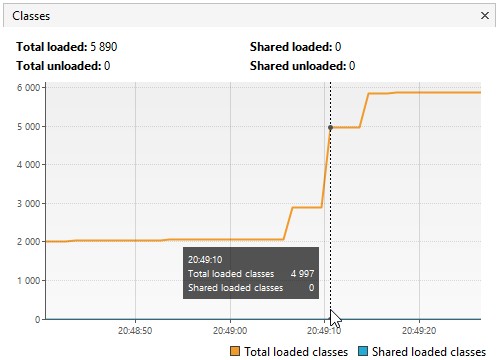 Classes
Total loaded: 5 890 Shared loaded: 0
Total unloaded: 0 Shared unloaded: 0
6 000
5 000
4 000
3 000
2 000
1 000
0
20:49:10
Total loaded classes 4 997
Shared loaded classes 0
20:48:50 20:49:00 20:49:10 20:49:20
Total loaded classes Shared loaded classes